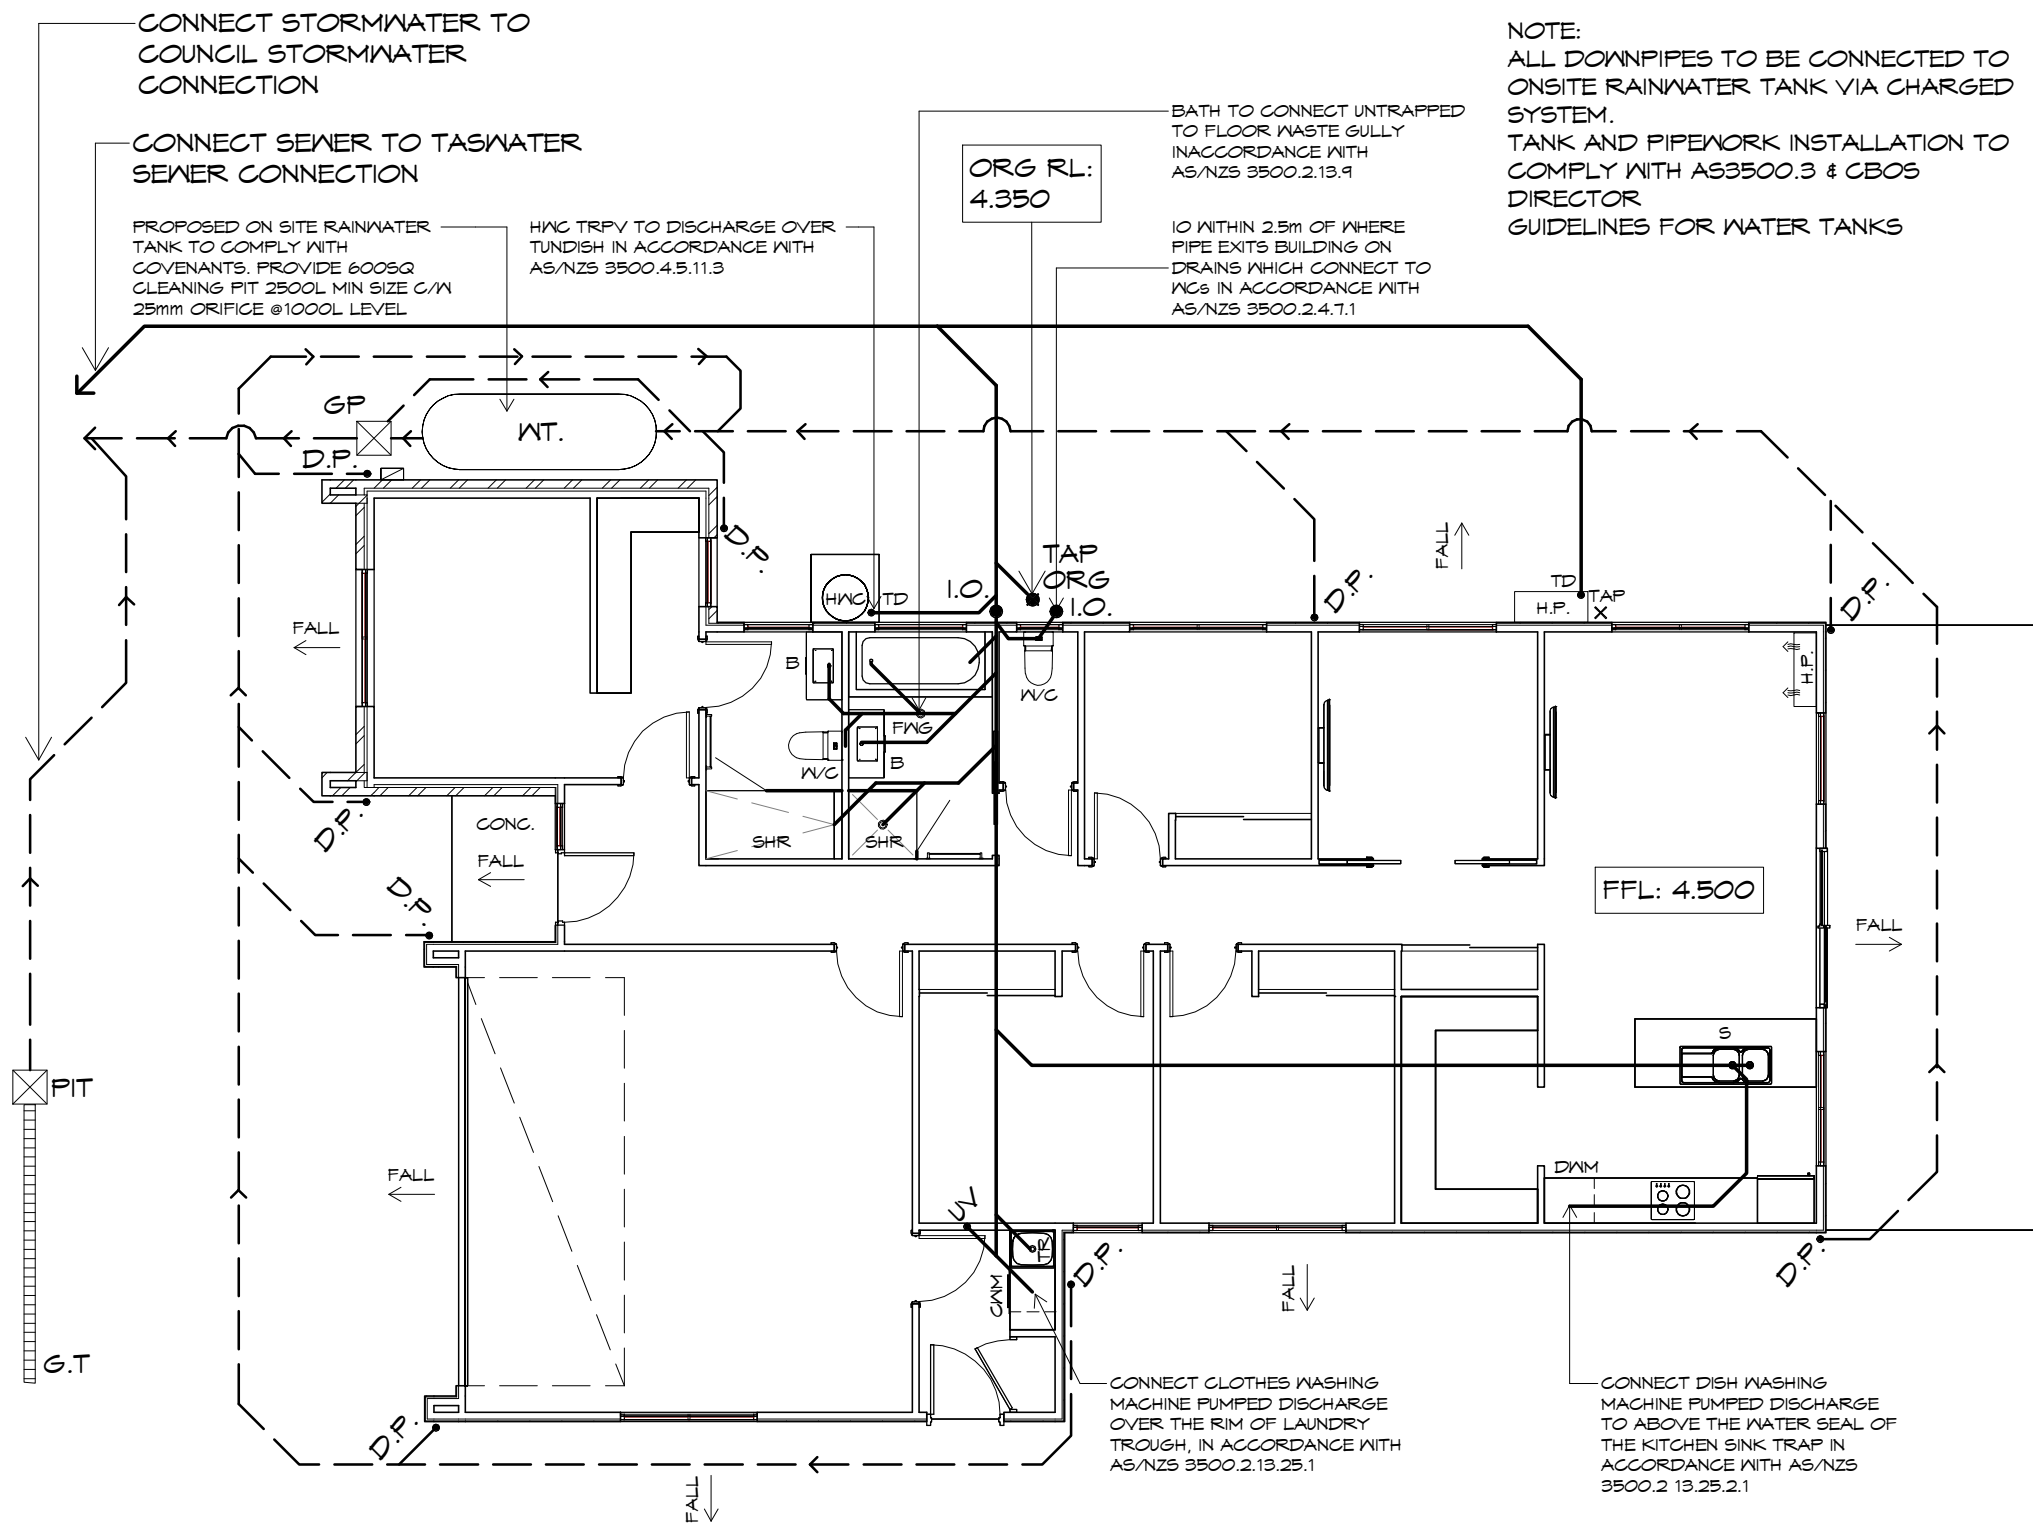 CONNECT STORMWATER TO
COUNCIL STORMWATER
CONNECTION
CONNECT SEWER TO TASWATER
SEWER CONNECTION
PROPOSED ON SITE RAINWATER
TANK TO COMPLY WITH
COVENANTS. PROVIDE 600SQ
CLEANING PIT 2500L MIN SIZE C/W
25mm ORIFICE @1000L LEVEL
HWC TRPV TO DISCHARGE OVER
TUNDISH IN ACCORDANCE WITH
AS/NZS 3500.4.5.11.3
ORG RL:
4.350
BATH TO CONNECT UNTRAPPED
TO FLOOR WASTE GULLY
INACCORDANCE WITH
AS/NZS 3500.2.13.9
IO WITHIN 2.5m OF WHERE
PIPE EXITS BUILDING ON
DRAINS WHICH CONNECT TO
WCs IN ACCORDANCE WITH
AS/NZS 3500.2.4.7.1
NOTE:
ALL DOWNPIPES TO BE CONNECTED TO
ONSITE RAINWATER TANK VIA CHARGED
SYSTEM.
TANK AND PIPEWORK INSTALLATION TO
COMPLY WITH AS3500.3 & CBOS
DIRECTOR
GUIDELINES FOR WATER TANKS
GP
WT.
D.P.
D.P.
FALL
HWC
TD
I.O.
TAP
ORG
I.O.
D.P.
FALL
TD
H.P.
TAP
D.P.
FALL
B
W/C
H.P.
FWG
W/C
B
SHR
SHR
D.P.
CONC.
FALL
D.P.
FFL: 4.500
FALL
S
PIT
FALL
DWM
UV
TR
CWM
D.P.
FALL
D.P.
G.T
D.P.
FALL
CONNECT CLOTHES WASHING
MACHINE PUMPED DISCHARGE
OVER THE RIM OF LAUNDRY
TROUGH, IN ACCORDANCE WITH
AS/NZS 3500.2.13.25.1
CONNECT DISH WASHING
MACHINE PUMPED DISCHARGE
TO ABOVE THE WATER SEAL OF
THE KITCHEN SINK TRAP IN
ACCORDANCE WITH AS/NZS
3500.2 13.25.2.1